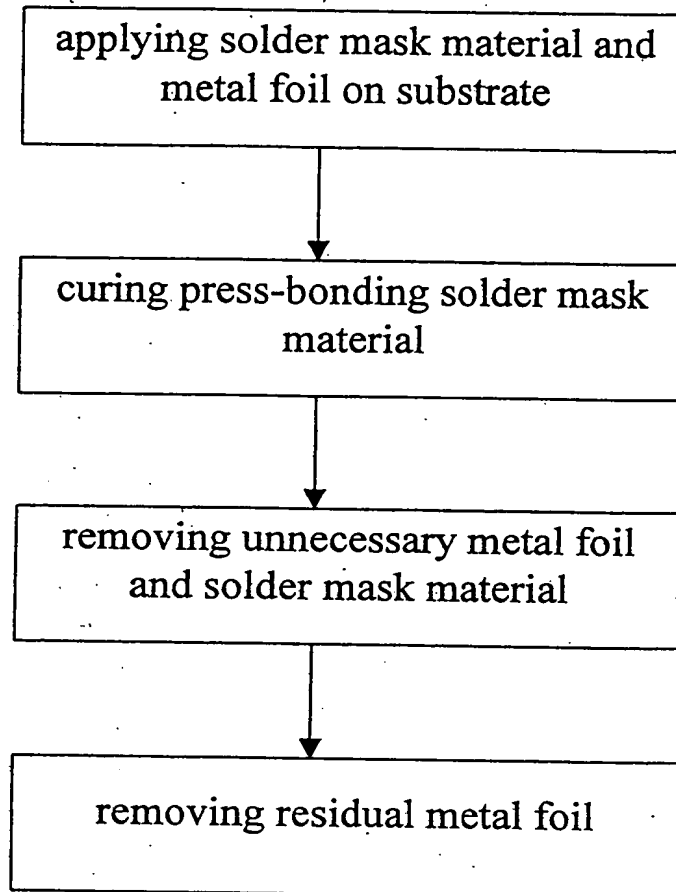 applying solder mask material and
metal foil on substrate
curing press-bonding solder mask
material
removing unnecessary metal foil
and solder mask material
removing residual metal foil